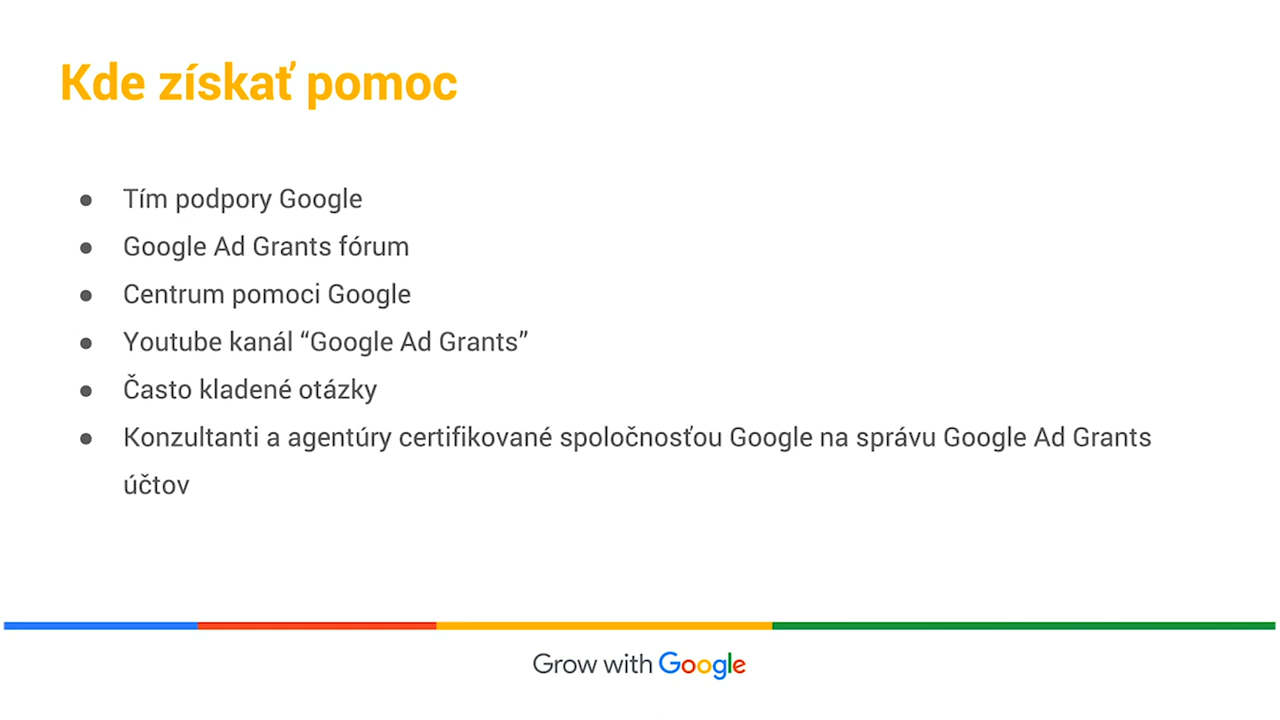 Kde získať pomoc
● Tím podpory Google
● Google Ad Grants fórum
● Centrum pomoci Google
● Youtube kanál “Google Ad Grants”
● Často kladené otázky
● Konzultanti a agentúry certifikované spoločnosťou Google na správu Google Ad Grants
účtov
Grow with Google